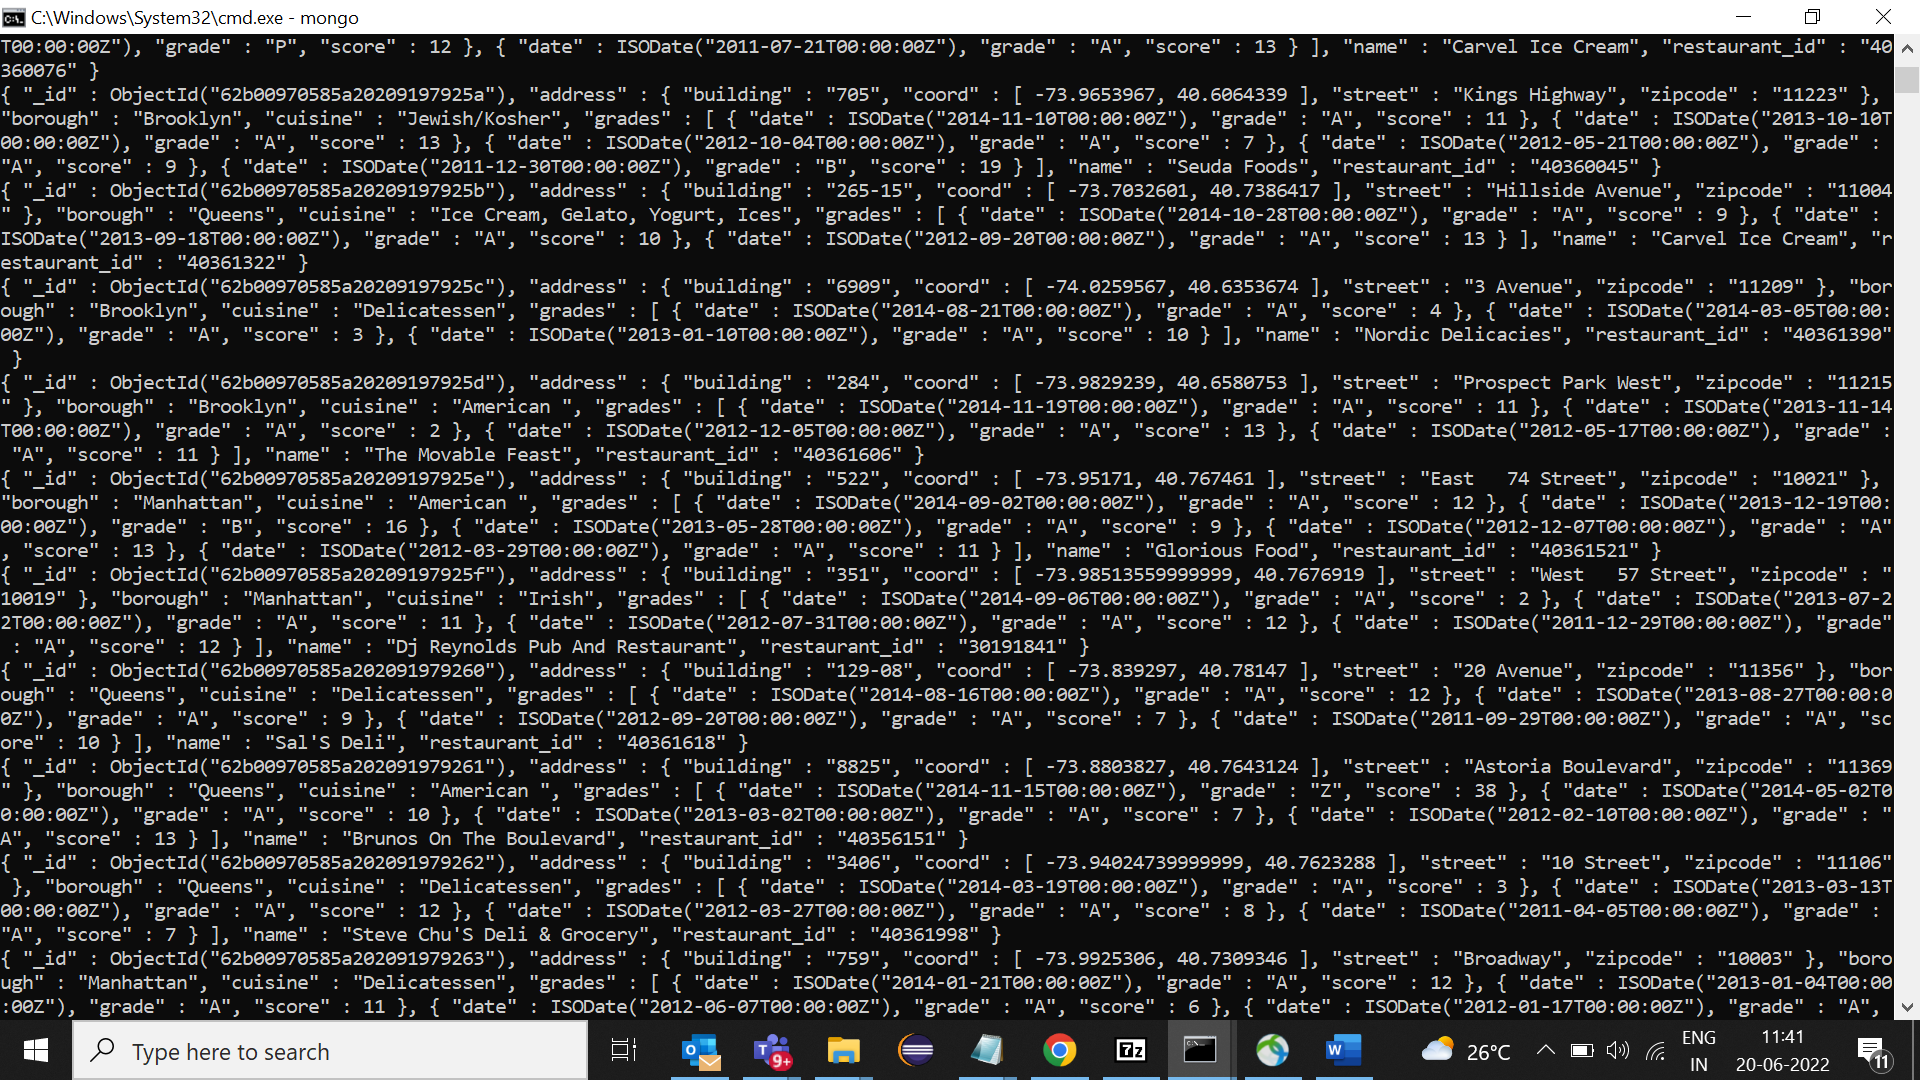 C:\Windows\System32\cmd.exe - mongo
T00:00:00Z"), "grade" : "P", "score" : 12 }, { "date" : ISODate("2011-07-21T00:00:00Z"), "grade" : "A", "score" : 13 } ], "name" : "Carvel Ice Cream", "restaurant_id" : "40
360076" }
{ "_id" : ObjectId("62b00970585a20209197925a"), "address" : { "building" : "705", "coord" : [ -73.9653967, 40.6064339 ], "street" : "Kings Highway", "zipcode" : "11223" },
"borough" : "Brooklyn", "cuisine" : "Jewish/Kosher", "grades" : [ { "date" : ISODate("2014-11-10T00:00:00Z"), "grade" : "A", "score" : 11 }, { "date" : ISODate("2013-10-10T
00:00:00Z"), "grade" : "A", "score" : 13 }, { "date" : ISODate("2012-10-04T00:00:00Z"), "grade" : "A", "score" : 7 }, { "date" : ISODate("2012-05-21T00:00:00Z"), "grade" :
"A", "score" : 9 }, { "date" : ISODate("2011-12-30T00:00:00Z"), "grade" : "B", "score" : 19 } ], "name" : "Seuda Foods", "restaurant_id" : "40360045" }
{ "_id" : ObjectId("62b00970585a20209197925b"), "address" : { "building" : "265-15", "coord" : [ -73.7032601, 40.7386417 ], "street" : "Hillside Avenue", "zipcode" : "11004
" }, "borough" : "Queens", "cuisine" : "Ice Cream, Gelato, Yogurt, Ices", "grades" : [ { "date" : ISODate("2014-10-28T00:00:00Z"), "grade" : "A", "score" : 9 }, { "date" :
ISODate("2013-09-18T00:00:00Z"), "grade" : "A", "score" : 10 }, { "date" : ISODate("2012-09-20T00:00:00Z"), "grade" : "A", "score" : 13 } ], "name" : "Carvel Ice Cream", "r
estaurant_id" : "40361322" }
{ "_id" : ObjectId("62b00970585a20209197925c"), "address" : { "building" : "6909", "coord" : [ -74.0259567, 40.6353674 ], "street" : "3 Avenue", "zipcode" : "11209" }, "bor
ough" : "Brooklyn", "cuisine" : "Delicatessen", "grades" : [ { "date" : ISODate("2014-08-21T00:00:00Z"), "grade" : "A", "score" : 4 }, { "date" : ISODate("2014-03-05T00:00:
00Z"), "grade" : "A", "score" : 3 }, { "date" : ISODate("2013-01-10T00:00:00Z"), "grade" : "A", "score" : 10 } ], "name" : "Nordic Delicacies", "restaurant_id" : "40361390"
 }
{ "_id" : ObjectId("62b00970585a20209197925d"), "address" : { "building" : "284", "coord" : [ -73.9829239, 40.6580753 ], "street" : "Prospect Park West", "zipcode" : "11215
" }, "borough" : "Brooklyn", "cuisine" : "American ", "grades" : [ { "date" : ISODate("2014-11-19T00:00:00Z"), "grade" : "A", "score" : 11 }, { "date" : ISODate("2013-11-14
T00:00:00Z"), "grade" : "A", "score" : 2 }, { "date" : ISODate("2012-12-05T00:00:00Z"), "grade" : "A", "score" : 13 }, { "date" : ISODate("2012-05-17T00:00:00Z"), "grade" :
 "A", "score" : 11 } ], "name" : "The Movable Feast", "restaurant_id" : "40361606" }
{ "_id" : ObjectId("62b00970585a20209197925e"), "address" : { "building" : "522", "coord" : [ -73.95171, 40.767461 ], "street" : "East   74 Street", "zipcode" : "10021" },
"borough" : "Manhattan", "cuisine" : "American ", "grades" : [ { "date" : ISODate("2014-09-02T00:00:00Z"), "grade" : "A", "score" : 12 }, { "date" : ISODate("2013-12-19T00:
00:00Z"), "grade" : "B", "score" : 16 }, { "date" : ISODate("2013-05-28T00:00:00Z"), "grade" : "A", "score" : 9 }, { "date" : ISODate("2012-12-07T00:00:00Z"), "grade" : "A"
, "score" : 13 }, { "date" : ISODate("2012-03-29T00:00:00Z"), "grade" : "A", "score" : 11 } ], "name" : "Glorious Food", "restaurant_id" : "40361521" }
{ "_id" : ObjectId("62b00970585a20209197925f"), "address" : { "building" : "351", "coord" : [ -73.98513559999999, 40.7676919 ], "street" : "West   57 Street", "zipcode" : "
10019" }, "borough" : "Manhattan", "cuisine" : "Irish", "grades" : [ { "date" : ISODate("2014-09-06T00:00:00Z"), "grade" : "A", "score" : 2 }, { "date" : ISODate("2013-07-2
2T00:00:00Z"), "grade" : "A", "score" : 11 }, { "date" : ISODate("2012-07-31T00:00:00Z"), "grade" : "A", "score" : 12 }, { "date" : ISODate("2011-12-29T00:00:00Z"), "grade"
 : "A", "score" : 12 } ], "name" : "Dj Reynolds Pub And Restaurant", "restaurant_id" : "30191841" }
{ "_id" : ObjectId("62b00970585a202091979260"), "address" : { "building" : "129-08", "coord" : [ -73.839297, 40.78147 ], "street" : "20 Avenue", "zipcode" : "11356" }, "bor
ough" : "Queens", "cuisine" : "Delicatessen", "grades" : [ { "date" : ISODate("2014-08-16T00:00:00Z"), "grade" : "A", "score" : 12 }, { "date" : ISODate("2013-08-27T00:00:0
0Z"), "grade" : "A", "score" : 9 }, { "date" : ISODate("2012-09-20T00:00:00Z"), "grade" : "A", "score" : 7 }, { "date" : ISODate("2011-09-29T00:00:00Z"), "grade" : "A", "sc
ore" : 10 } ], "name" : "Sal'S Deli", "restaurant_id" : "40361618" }
{ "_id" : ObjectId("62b00970585a202091979261"), "address" : { "building" : "8825", "coord" : [ -73.8803827, 40.7643124 ], "street" : "Astoria Boulevard", "zipcode" : "11369
" }, "borough" : "Queens", "cuisine" : "American ", "grades" : [ { "date" : ISODate("2014-11-15T00:00:00Z"), "grade" : "Z", "score" : 38 }, { "date" : ISODate("2014-05-02T0
0:00:00Z"), "grade" : "A", "score" : 10 }, { "date" : ISODate("2013-03-02T00:00:00Z"), "grade" : "A", "score" : 7 }, { "date" : ISODate("2012-02-10T00:00:00Z"), "grade" : "
A", "score" : 13 } ], "name" : "Brunos On The Boulevard", "restaurant_id" : "40356151" }
{ "_id" : ObjectId("62b00970585a202091979262"), "address" : { "building" : "3406", "coord" : [ -73.94024739999999, 40.7623288 ], "street" : "10 Street", "zipcode" : "11106"
 }, "borough" : "Queens", "cuisine" : "Delicatessen", "grades" : [ { "date" : ISODate("2014-03-19T00:00:00Z"), "grade" : "A", "score" : 3 }, { "date" : ISODate("2013-03-13T
00:00:00Z"), "grade" : "A", "score" : 12 }, { "date" : ISODate("2012-03-27T00:00:00Z"), "grade" : "A", "score" : 8 }, { "date" : ISODate("2011-04-05T00:00:00Z"), "grade" :
"A", "score" : 7 } ], "name" : "Steve Chu'S Deli & Grocery", "restaurant_id" : "40361998" }
{ "_id" : ObjectId("62b00970585a202091979263"), "address" : { "building" : "759", "coord" : [ -73.9925306, 40.7309346 ], "street" : "Broadway", "zipcode" : "10003" }, "boro
ugh" : "Manhattan", "cuisine" : "Delicatessen", "grades" : [ { "date" : ISODate("2014-01-21T00:00:00Z"), "grade" : "A", "score" : 12 }, { "date" : ISODate("2013-01-04T00:00
:00Z"), "grade" : "A", "score" : 11 }, { "date" : ISODate("2012-06-07T00:00:00Z"), "grade" : "A", "score" : 6 }, { "date" : ISODate("2012-01-17T00:00:00Z"), "grade" : "A",
Type here to search
9+
7z
W
26°C
ENG
IN
11:41
20-06-2022
11